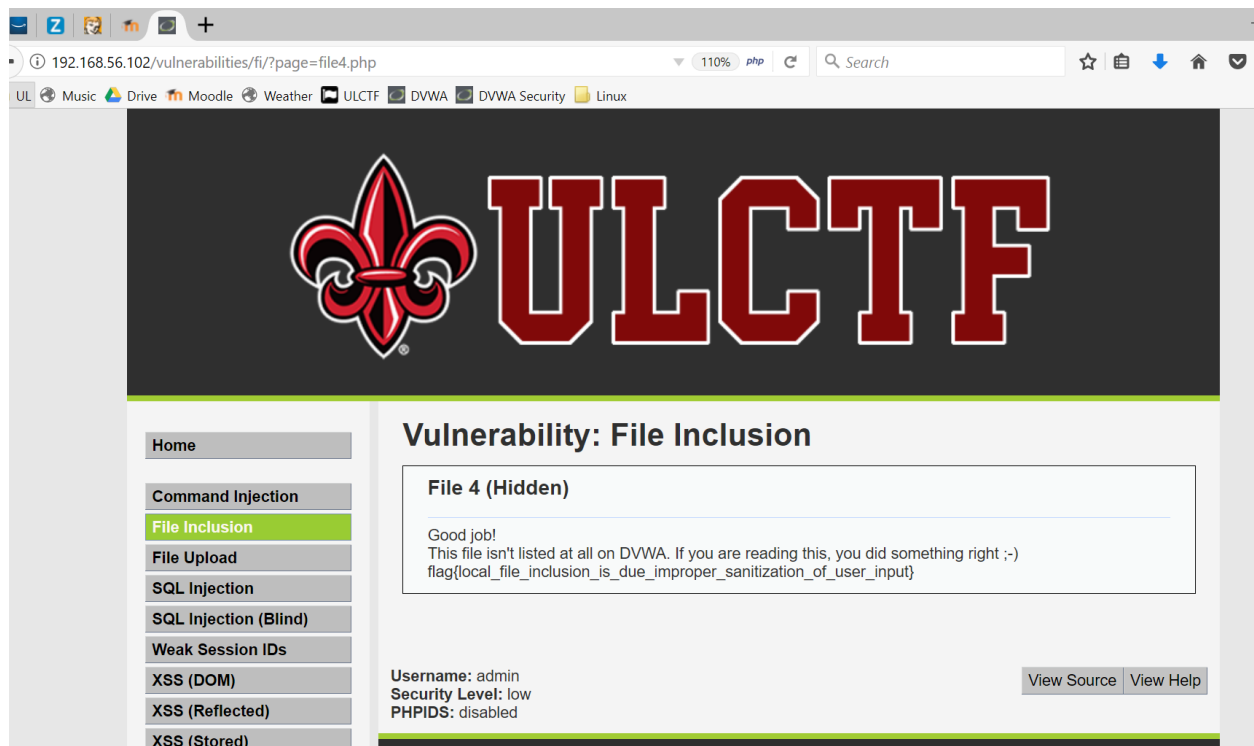 192.168.56.102/vulnerabilities/fi/?page=file4.php
110%
php
Search
UL
Music
Drive
Moodle
Weather
ULCTF
DVWA
DVWA Security
Linux
ULCTF
®
Home
Command Injection
File Inclusion
File Upload
SQL Injection
SQL Injection (Blind)
Weak Session IDs
XSS (DOM)
XSS (Reflected)
XSS (Stored)
Vulnerability: File Inclusion
File 4 (Hidden)
Good job!
This file isn't listed at all on DVWA. If you are reading this, you did something right ;-)
flag{local_file_inclusion_is_due_improper_sanitization_of_user_input}
Username: admin
Security Level: low
PHPIDS: disabled
View Source
View Help